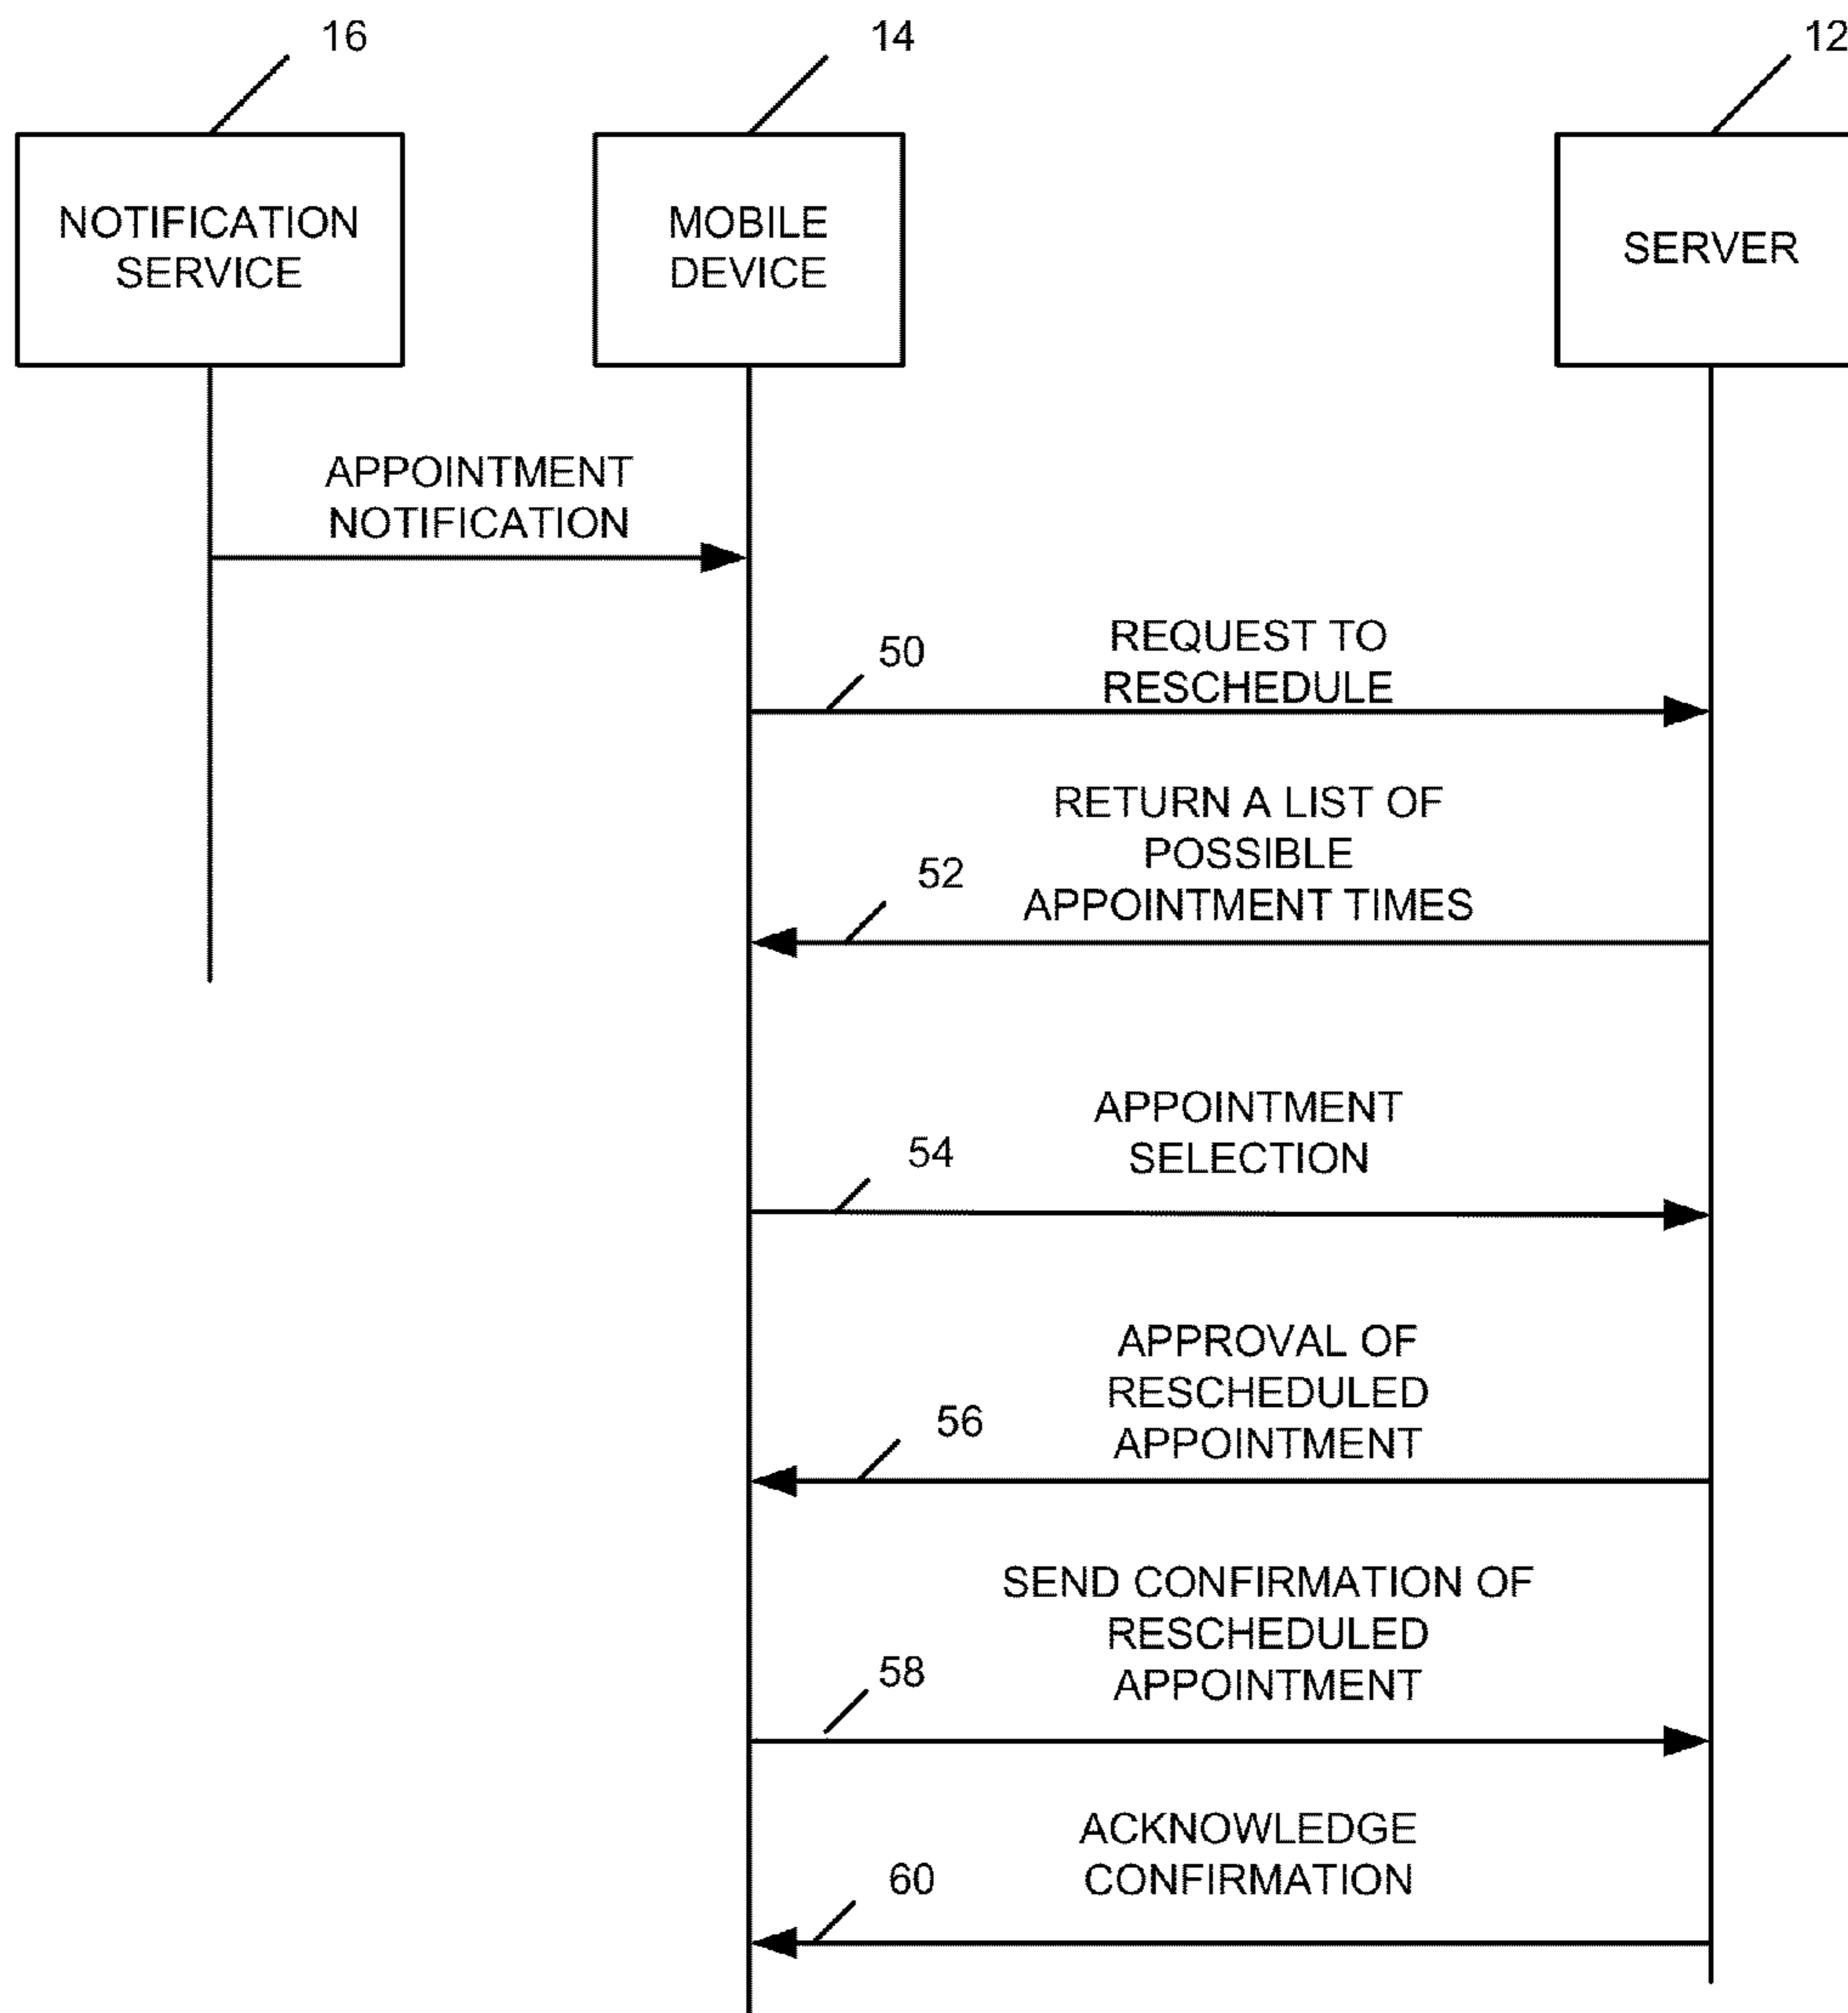 16
14
12
NOTIFICATION
SERVICE
MOBILE
DEVICE
SERVER
APPOINTMENT
NOTIFICATION
50
REQUEST TO
RESCHEDULE
RETURN A LIST OF
POSSIBLE
52
APPOINTMENT TIMES
APPOINTMENT
54
SELECTION
APPROVAL OF
RESCHEDULED
56
APPOINTMENT
SEND CONFIRMATION OF
RESCHEDULED
58
APPOINTMENT
ACKNOWLEDGE
60
CONFIRMATION